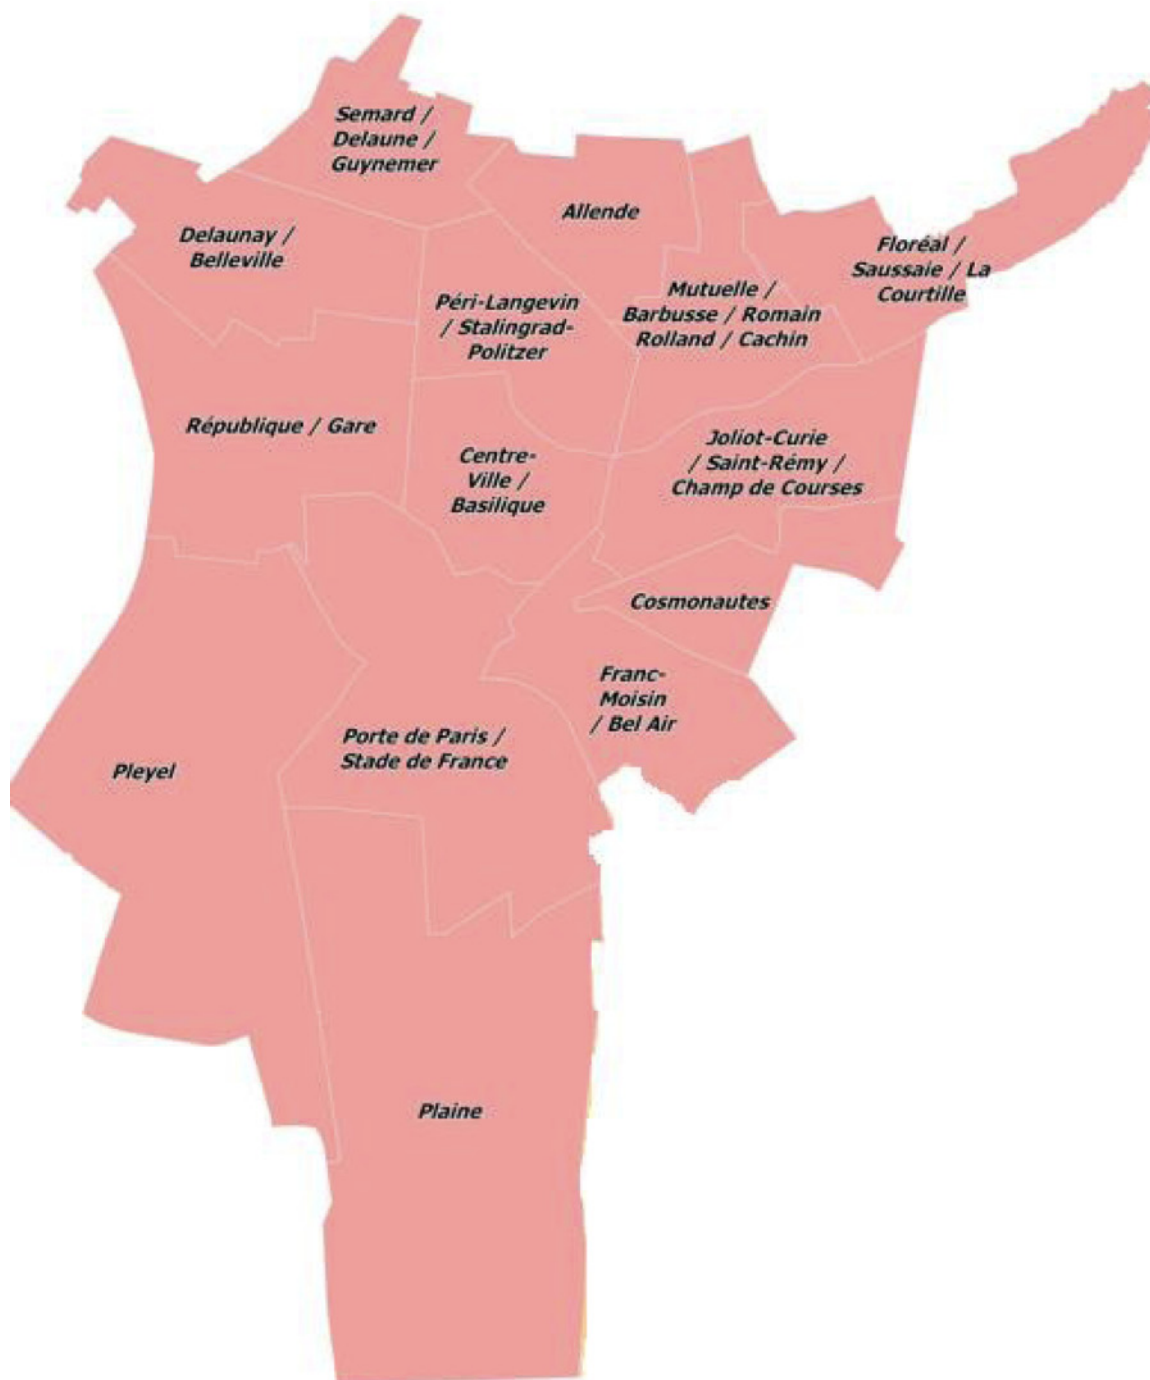 Semard /
Delaune /
Guynemer
Allende
Delaunay /
Belleville
Floréal /
Saussaie / La
Courtille
Péri-Langevin
/ Stalingrad-
Politzer
Mutuelle /
Barbusse / Romain
Rolland / Cachin
République / Gare
Centre-
Ville /
Basilique
Joliot-Curie
/ Saint-Rémy /
Champ de Courses
Cosmonautes
Franc-
Moisin
/ Bel Air
Porte de Paris /
Stade de France
Pleyel
Plaine